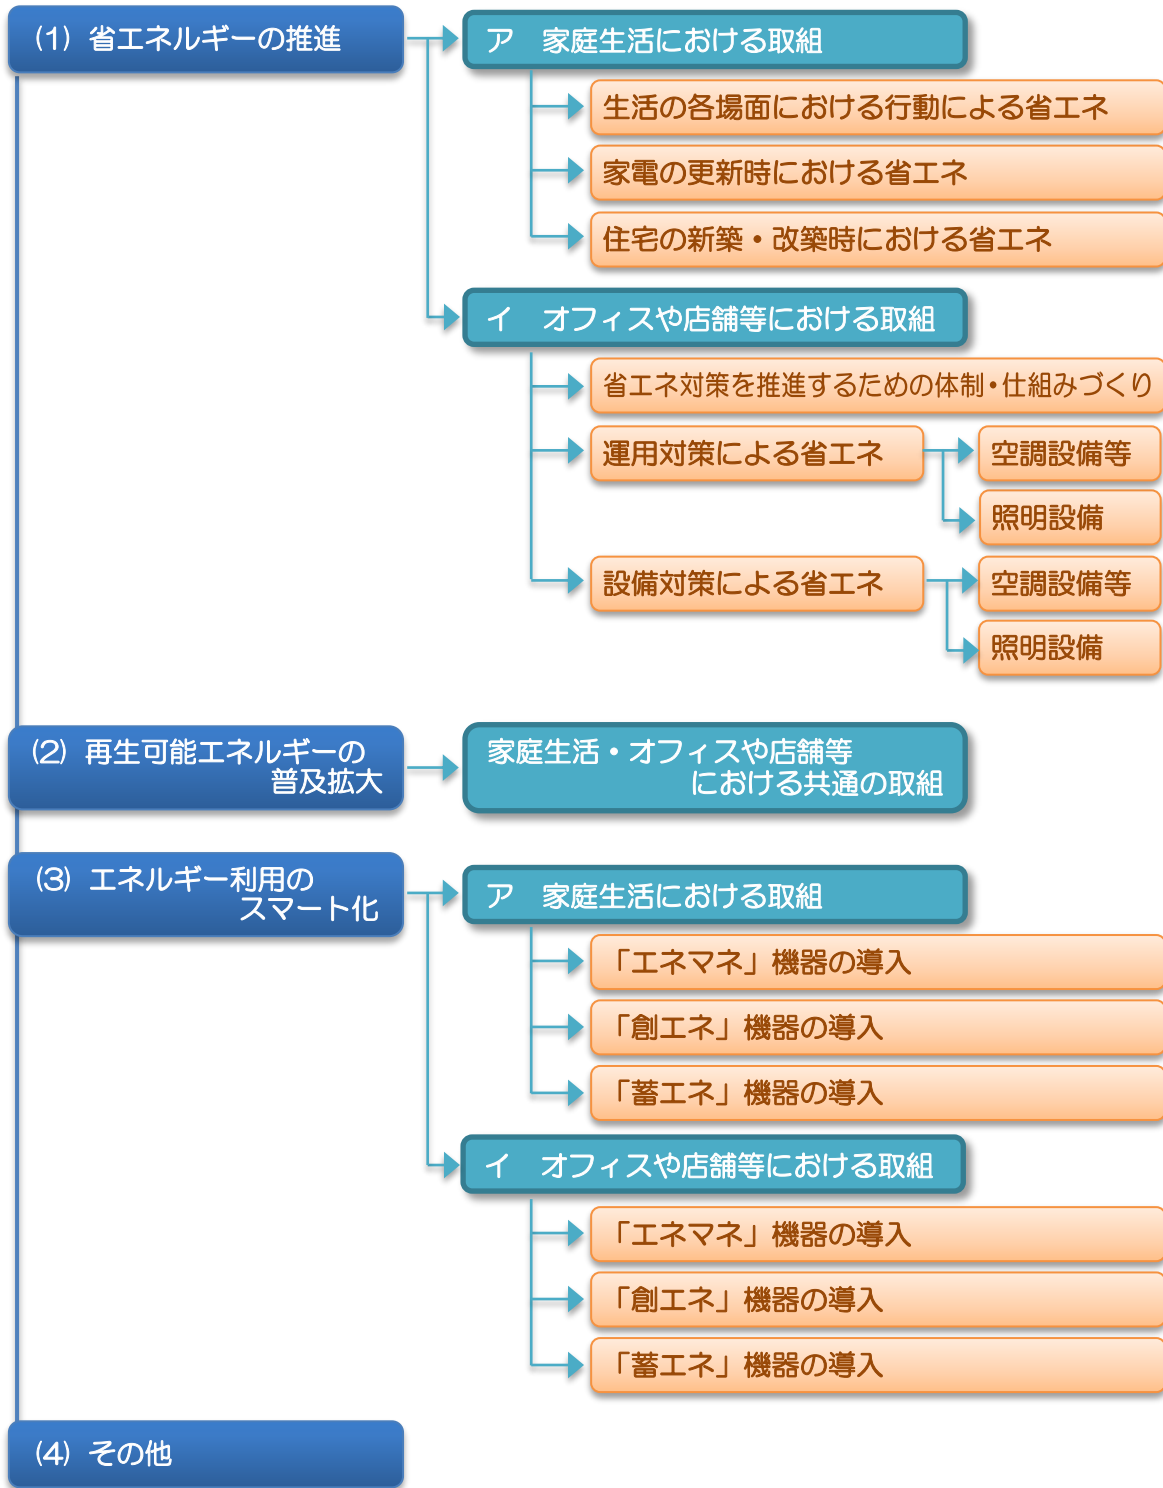 (1) 省エネルギーの推進
ア 家庭生活における取組
生活の各場面における行動による省エネ
家電の更新時における省エネ
住宅の新築・改築時における省エネ
イ オフィスや店舗等における取組
省エネ対策を推進するための体制・仕組みづくり
運用対策による省エネ
空調設備等
照明設備
設備対策による省エネ
空調設備等
照明設備
(2) 再生可能エネルギーの
普及拡大
家庭生活・オフィスや店舗等
における共通の取組
(3) エネルギー利用の
スマート化
ア 家庭生活における取組
「エネマネ」機器の導入
「創エネ」機器の導入
「蓄エネ」機器の導入
イ オフィスや店舗等における取組
「エネマネ」機器の導入
「創エネ」機器の導入
「蓄エネ」機器の導入
(4) その他